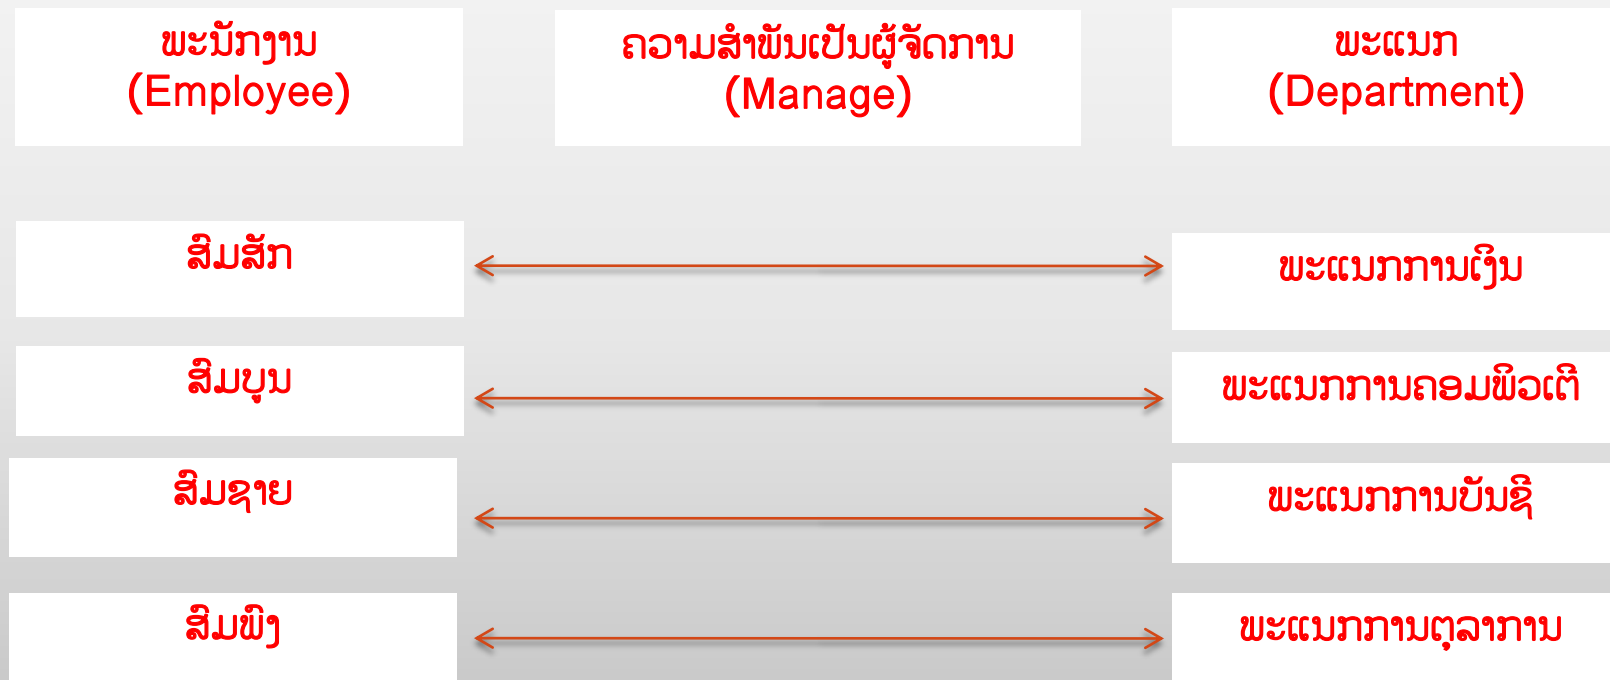 ພະນັກງານ
(Employee)
ຄວາມສຳພັນເປັນຜູ້ຈັດການ
(Manage)
ພະແນກ
(Department)
ສົມສັກ
ພະແນກການເງິນ
ສົມບູນ
ພະແນກການຄອມພິວເຕີ
ສົມຊາຍ
ພະແນກການບັນຊີ
ສົມພົງ
ພະແນກການຕຸລາການ